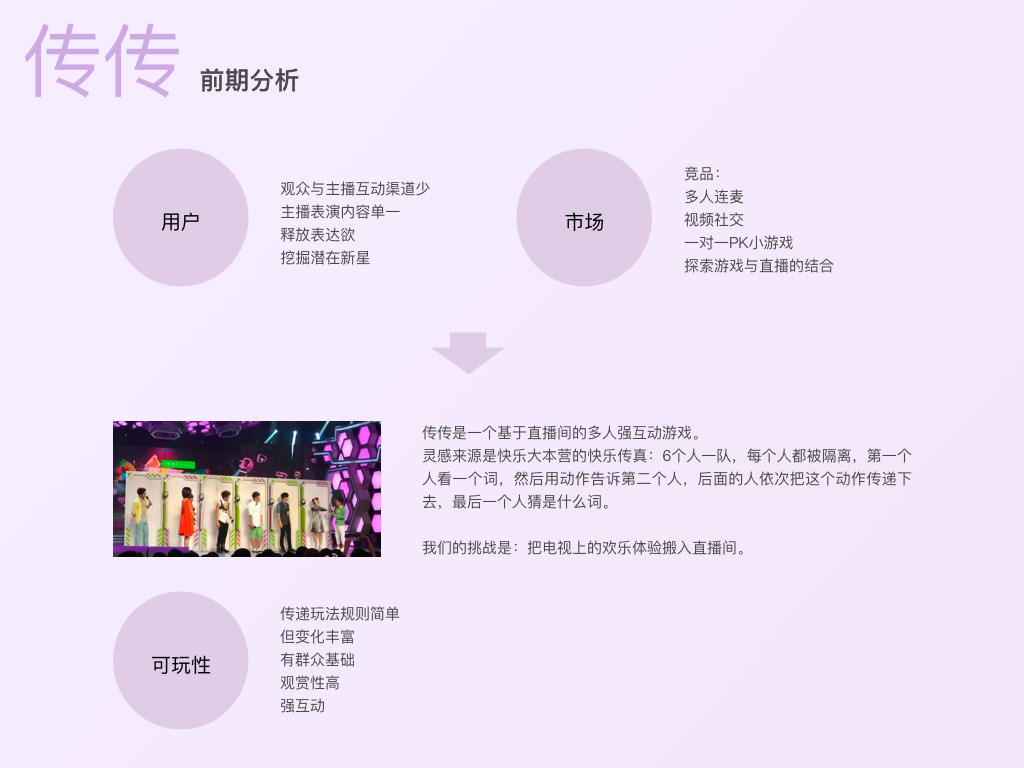 传传
前期分析
用户
观众与主播互动渠道少
主播表演内容单一
释放表达欲
挖掘潜在新星
市场
竞品：
多人连麦
视频社交
一对一PK小游戏
探索游戏与直播的结合
传传是一个基于直播间的多人强互动游戏。
灵感来源是快乐大本营的快乐传真：6个人一队，每个人都被隔离，第一个
人看一个词，然后用动作告诉第二个人，后面的人依次把这个动作传递下
去，最后一个人猜是什么词。
我们的挑战是：把电视上的欢乐体验搬入直播间。
可玩性
传递玩法规则简单
但变化丰富
有群众基础
观赏性高
强互动